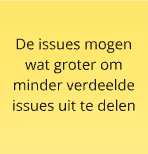 De issues mogen
wat groter om
minder verdeelde
issues uit te delen